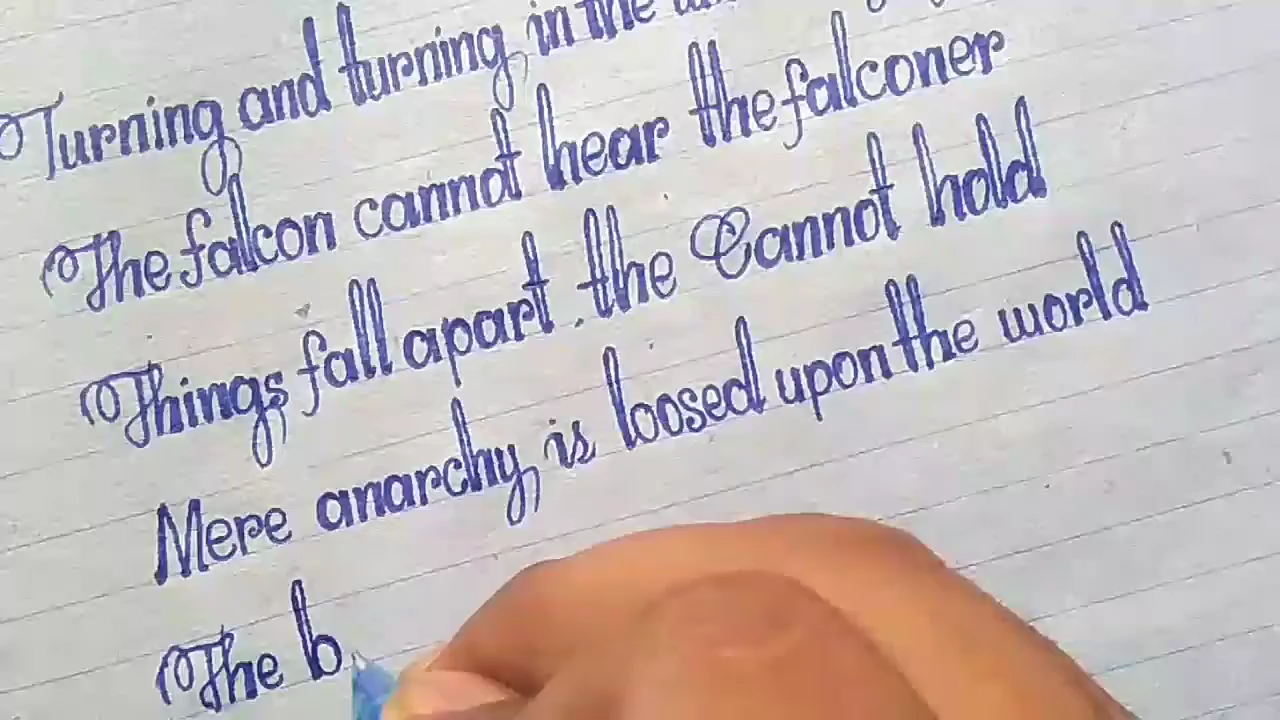 Turning and turning in the
The falcon cannot hear the falconer
Things fall apart. the Cannot hold
Mere anarchy is loosed upon the world
The b